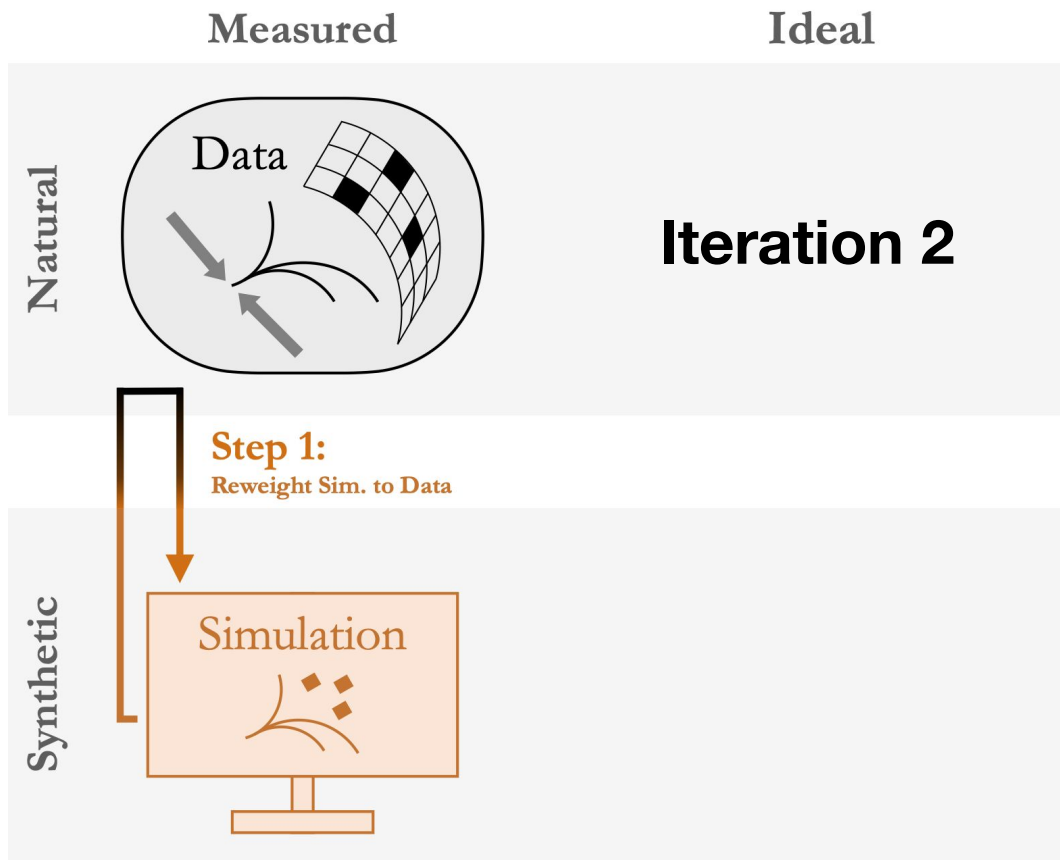 Measured
Ideal
Natural
Data
Iteration 2
Step 1:
Reweight Sim. to Data
Synthetic
Simulation